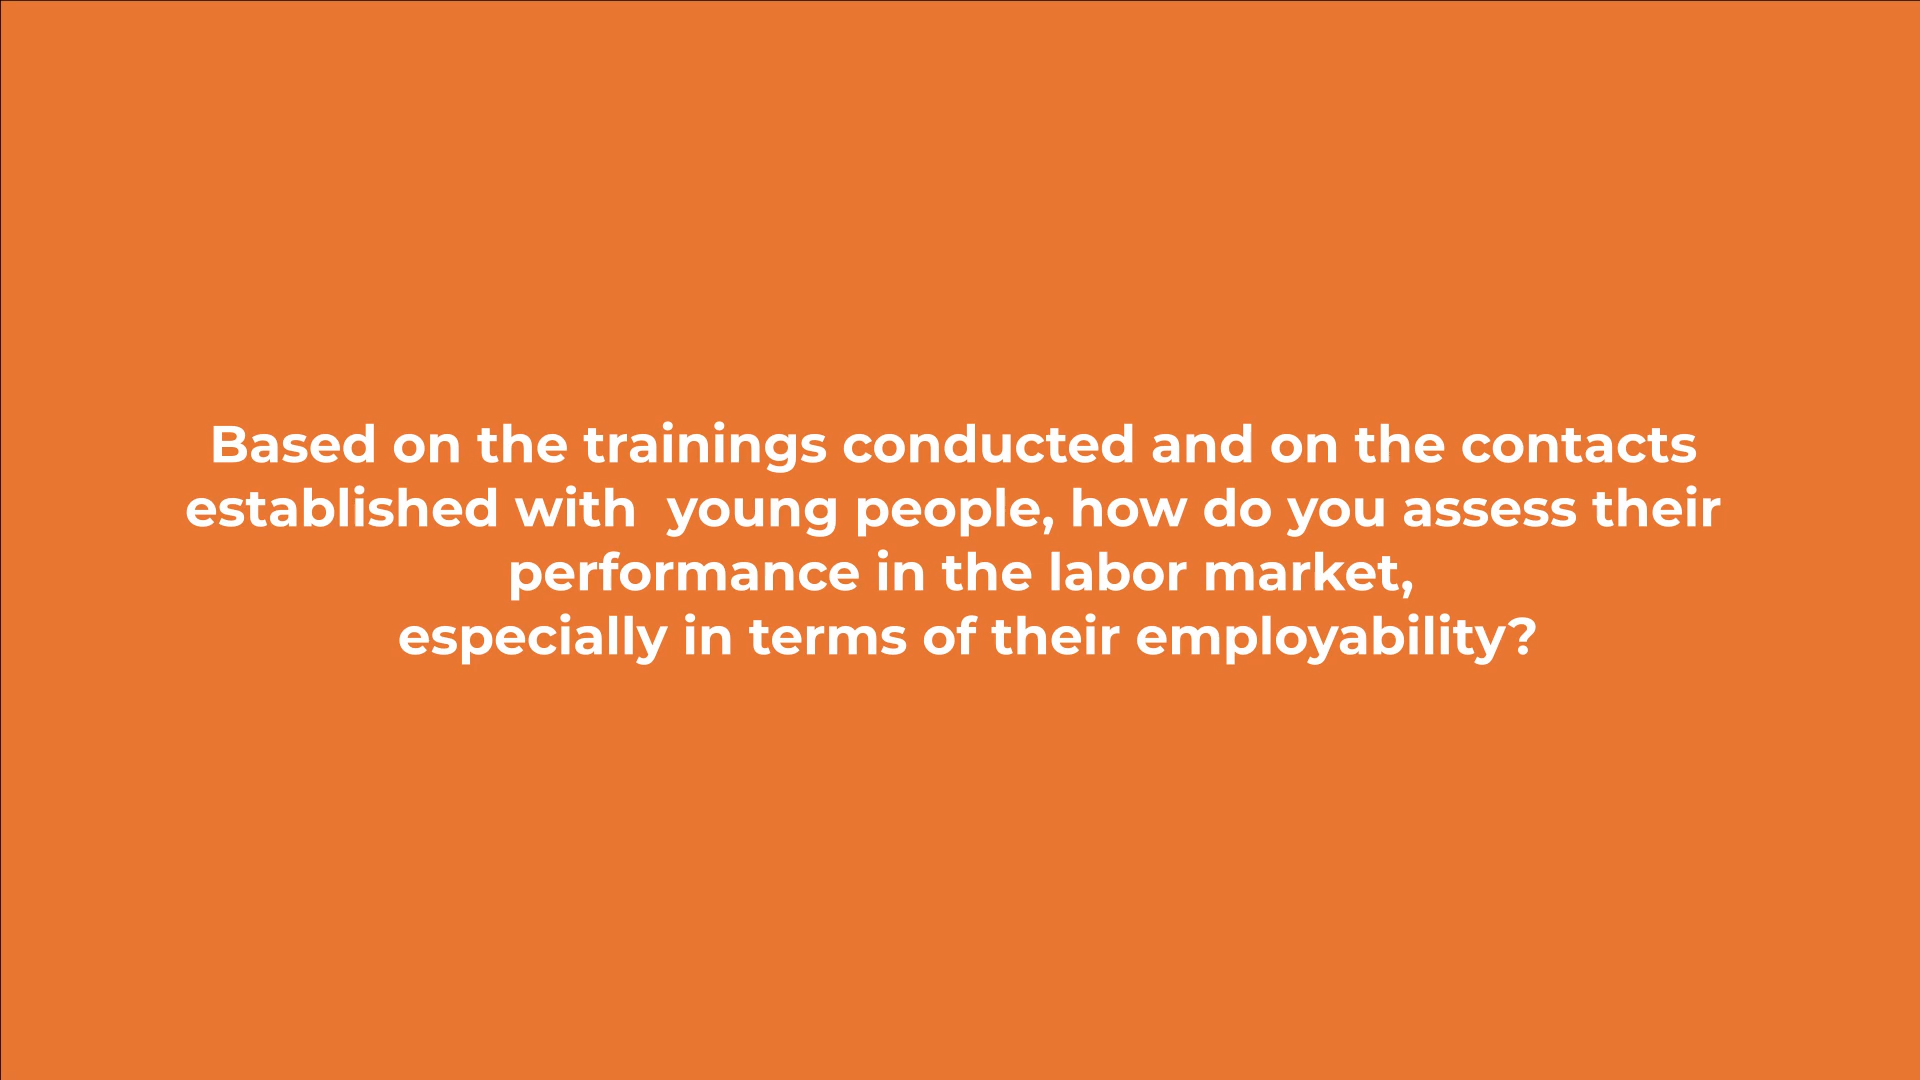 Based on the trainings conducted and on the contacts
established with  young people, how do you assess their
performance in the labor market,
especially in terms of their employability?